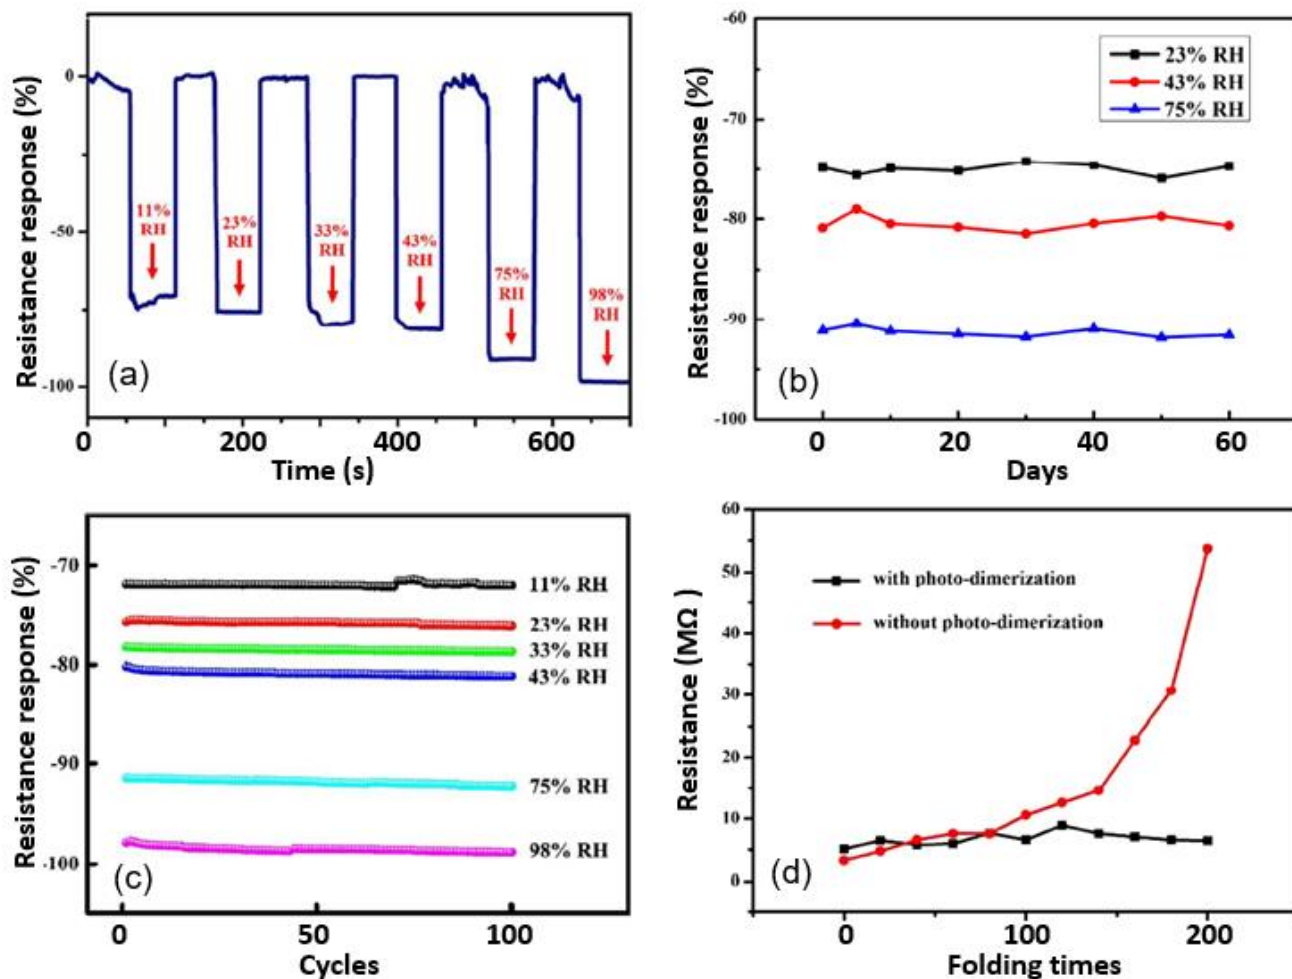 Resistance response (%)
0
-50
-100
11%
RH
23%
RH
33%
RH
43%
RH
75%
RH
98%
RH
(a)
0
200
400
600
Time (s)
Resistance response (%)
-60
-70
-80
-90
-100
23% RH
43% RH
75% RH
(b)
0
20
40
60
Days
Resistance response (%)
-70
-80
-90
-100
11% RH
23% RH
33% RH
43% RH
75% RH
98% RH
(c)
0
50
100
Cycles
Resistance (MΩ)
60
50
40
30
20
10
0
with photo-dimerization
without photo-dimerization
(d)
0
100
200
Folding times